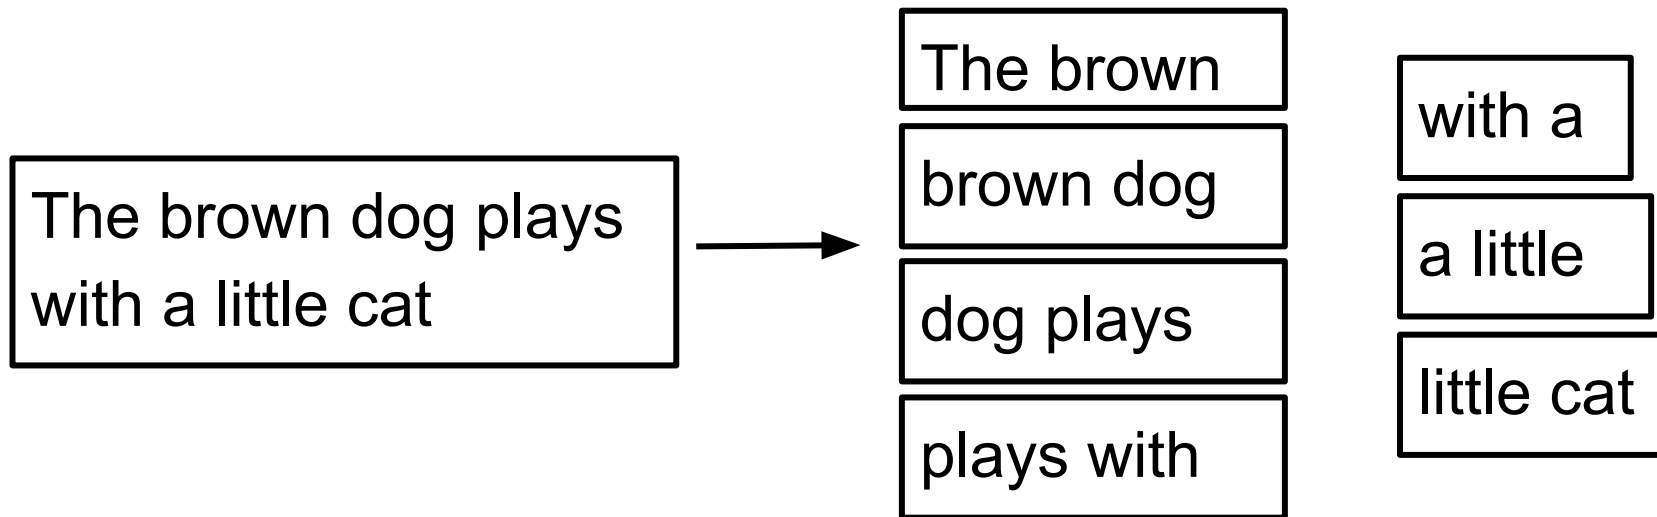 The brown dog plays
with a little cat
The brown
brown dog
dog plays
plays with
with a
a little
little cat